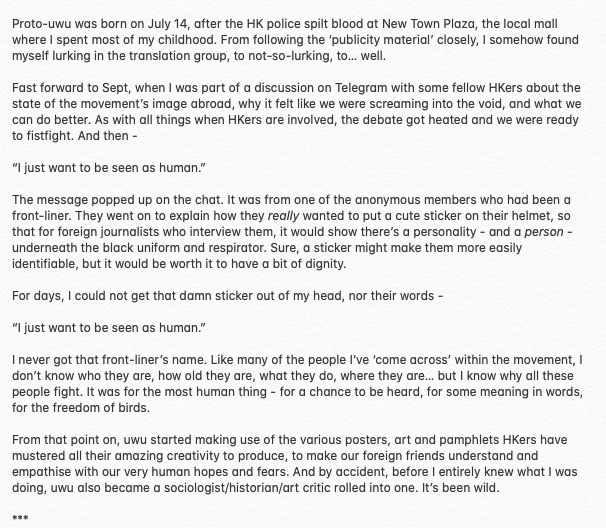 Proto-uwu was born on July 14, after the HK police spilt blood at New Town Plaza, the local mall
where I spent most of my childhood. From following the ‘publicity material’ closely, I somehow found
myself lurking in the translation group, to not-so-lurking, to... well.
Fast forward to Sept, when I was part of a discussion on Telegram with some fellow HKers about the
state of the movement’s image abroad, why it felt like we were screaming into the void, and what we
can do better. As with all things when HKers are involved, the debate got heated and we were ready
to fistfight. And then -
“I just want to be seen as human.”
The message popped up on the chat. It was from one of the anonymous members who had been a
front-liner. They went on to explain how they really wanted to put a cute sticker on their helmet, so
that for foreign journalists who interview them, it would show there’s a personality - and a person -
underneath the black uniform and respirator. Sure, a sticker might make them more easily
identifiable, but it would be worth it to have a bit of dignity.
For days, I could not get that damn sticker out of my head, nor their words -
“I just want to be seen as human.”
I never got that front-liner’s name. Like many of the people I’ve ‘come across’ within the movement, I
don’t know who they are, how old they are, what they do, where they are... but I know why all these
people fight. It was for the most human thing - for a chance to be heard, for some meaning in words,
for the freedom of birds.
From that point on, uwu started making use of the various posters, art and pamphlets HKers have
mustered all their amazing creativity to produce, to make our foreign friends understand and
empathise with our very human hopes and fears. And by accident, before I entirely knew what I was
doing, uwu also became a sociologist/historian/art critic rolled into one. It’s been wild.
***